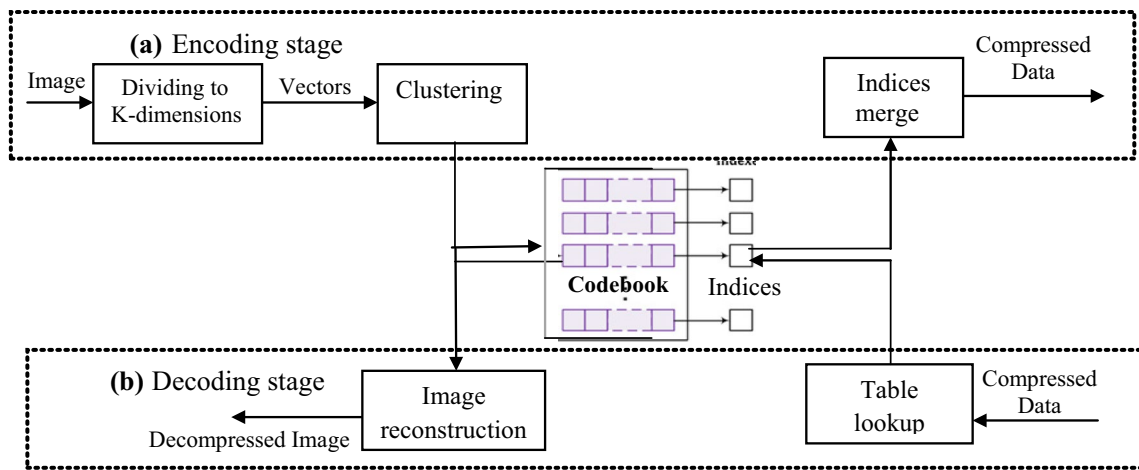 (a) Encoding stage
Image
Dividing to
K-dimensions
Vectors
Clustering
Indices
merge
Compressed
Data
Codebook
Indices
(b) Decoding stage
Image
reconstruction
Decompressed Image
Table
lookup
Compressed
Data